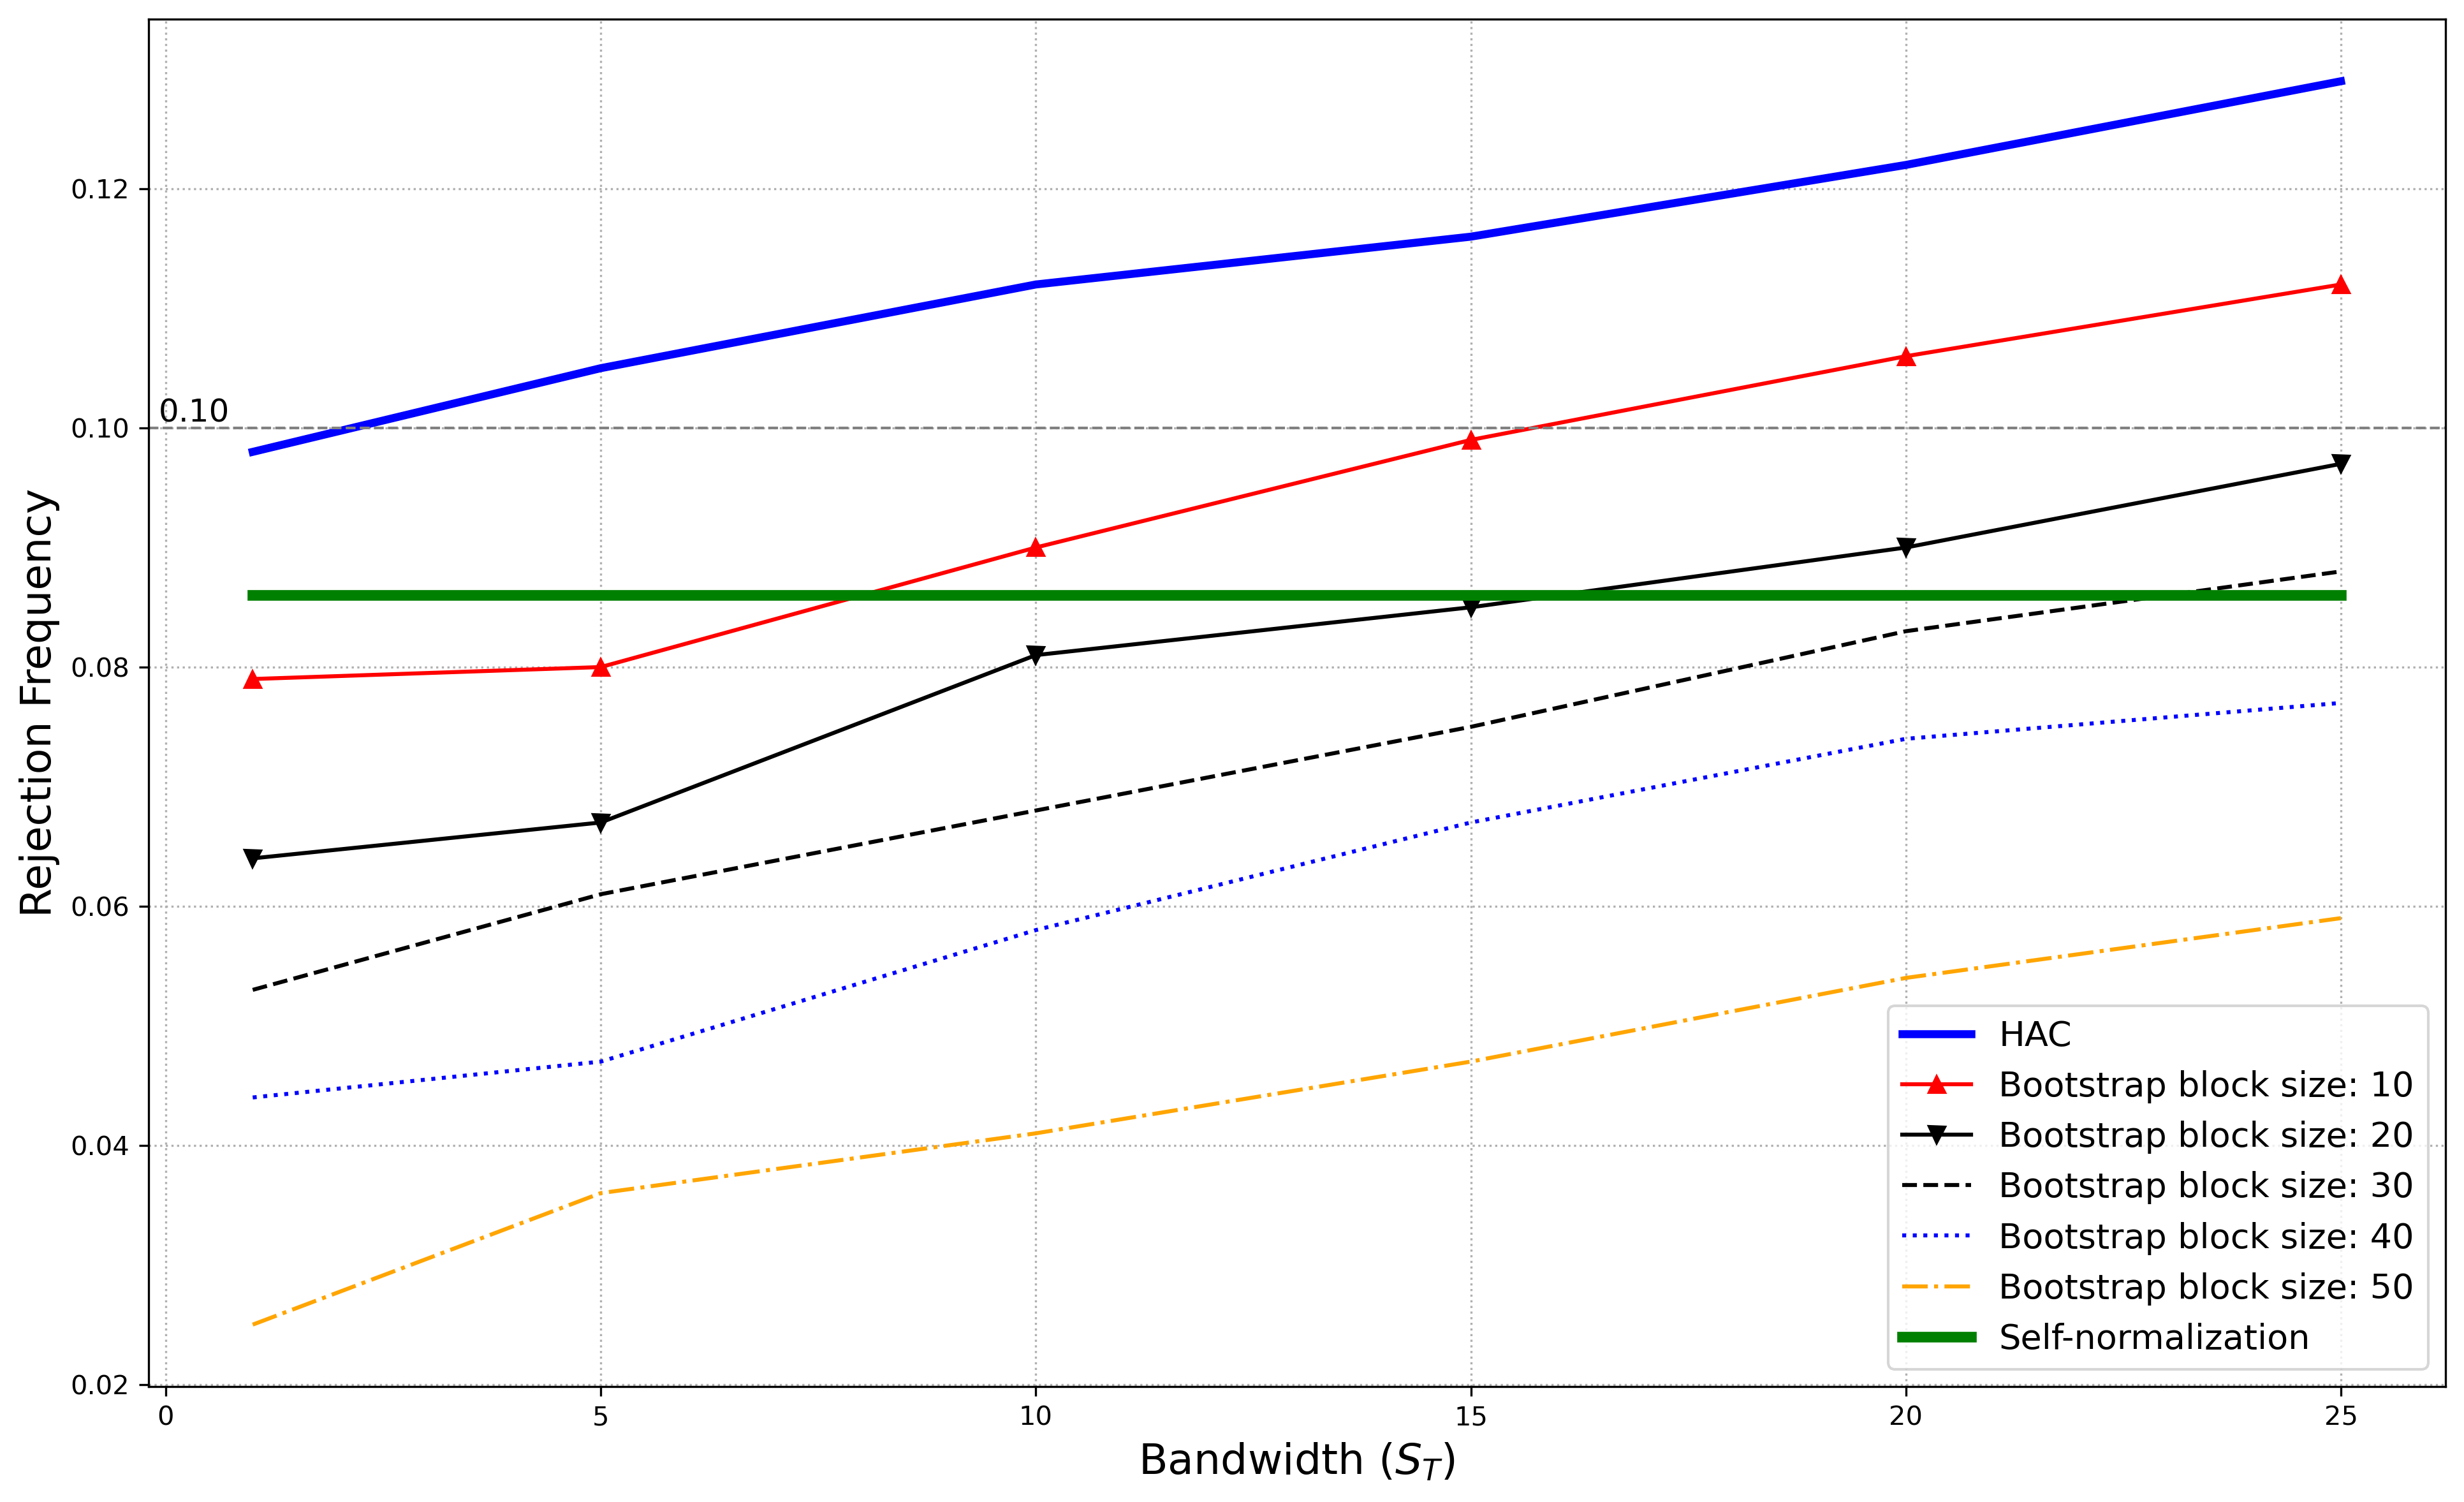 0.12
0.10
0.10
0.08
0.06
0.04
0.02
Rejection Frequency
0 5 10 15 20 25
Bandwidth (S_T)
HAC
Bootstrap block size: 10
Bootstrap block size: 20
Bootstrap block size: 30
Bootstrap block size: 40
Bootstrap block size: 50
Self-normalization